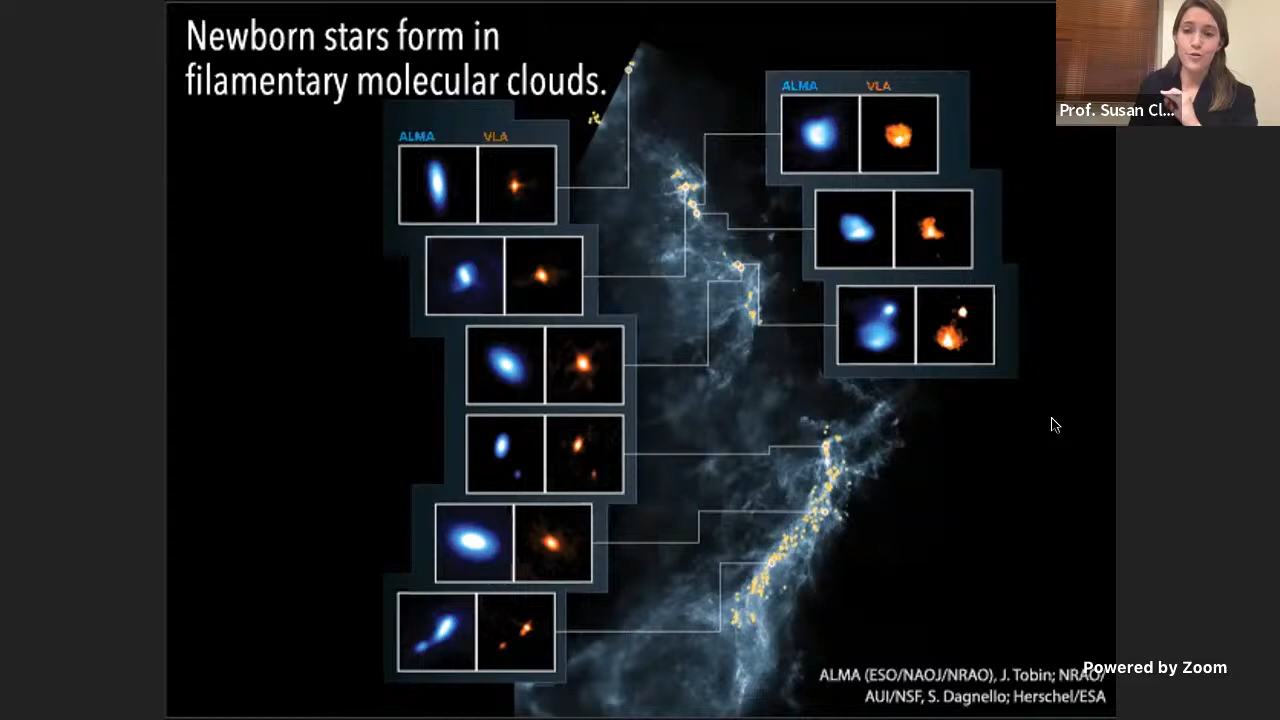 Newborn stars form in
filamentary molecular clouds.
Prof. Susan Cl...
ALMA VLA
ALMA VLA
ALMA (ESO/NAOJ/NRAO), J. Tobin; NRAO/
AUI/NSF, S. Dagnello; Herschel/ESA
Powered by Zoom